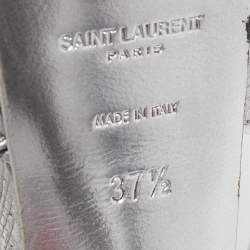 SAINT LAURENT
PARIS
MADE IN ITALY
37½